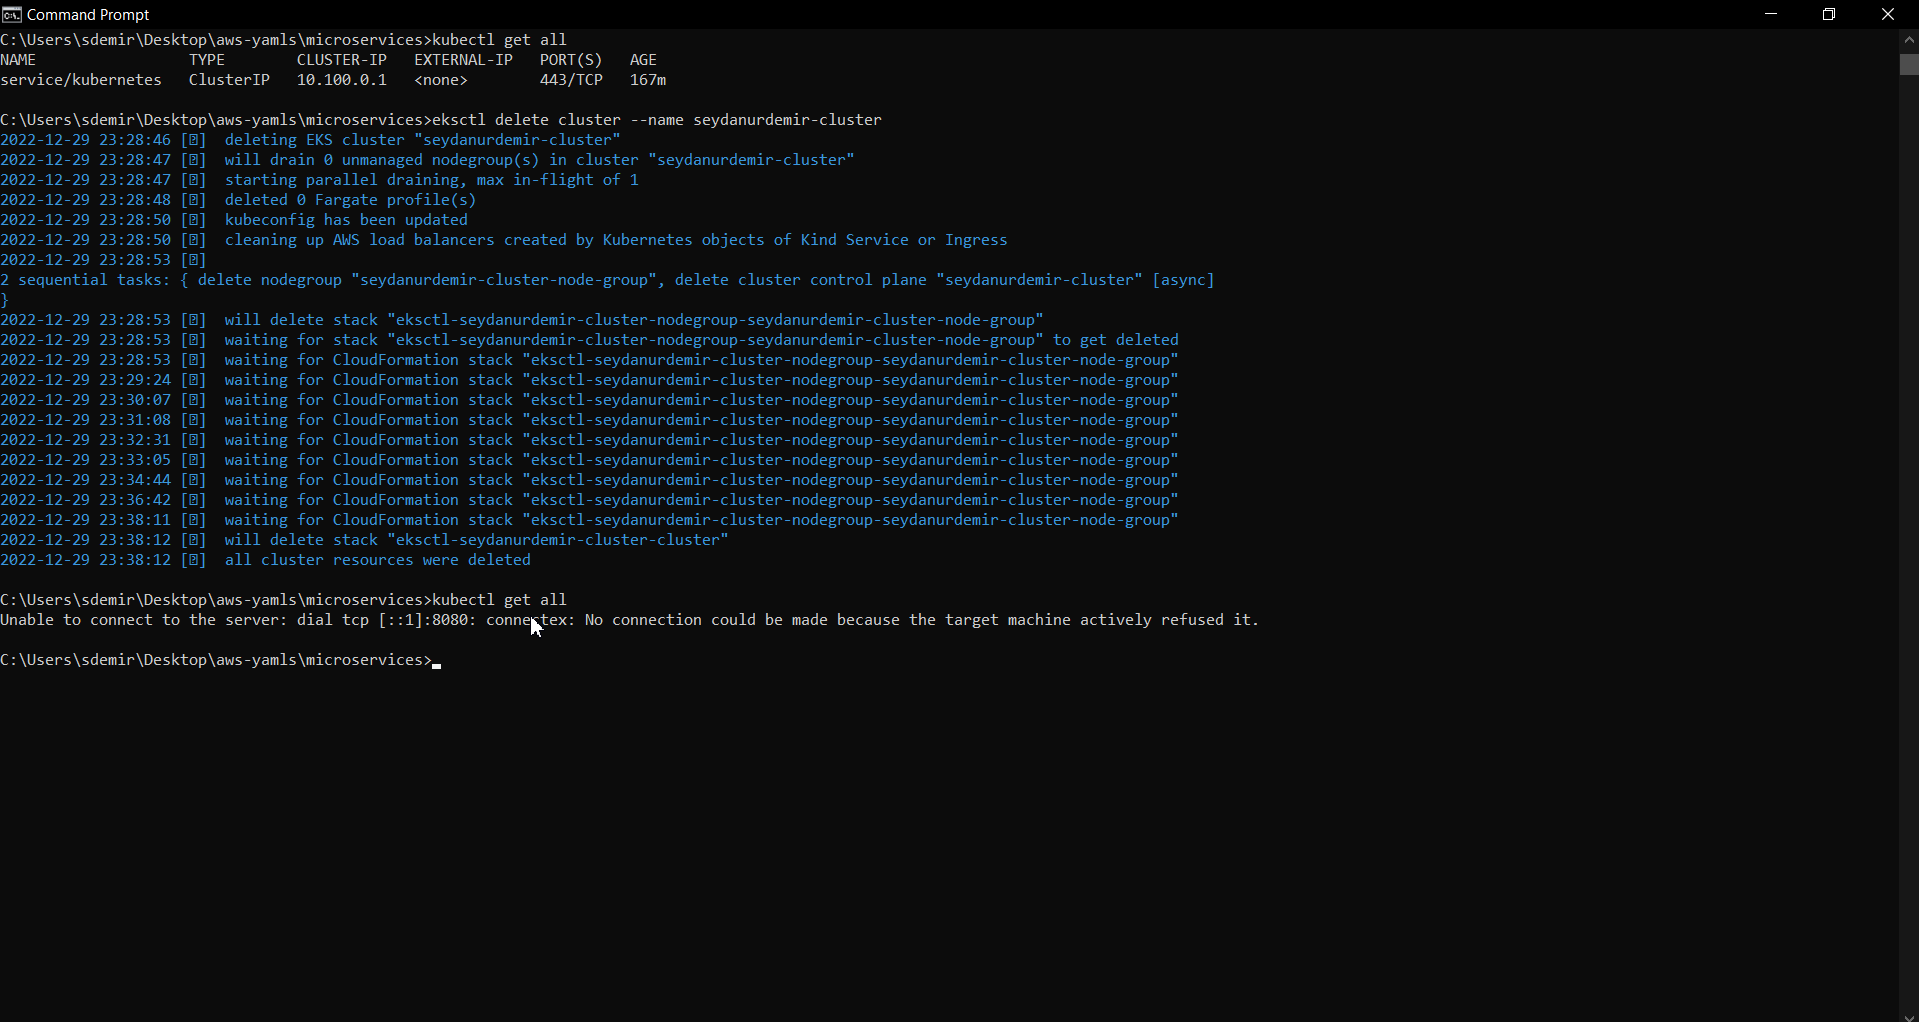 Command Prompt
C:\Users\sdemir\Desktop\aws-yamls\microservices>kubectl get all
NAME TYPE CLUSTER-IP EXTERNAL-IP PORT(S) AGE
service/kubernetes ClusterIP 10.100.0.1 <none> 443/TCP 167m
C:\Users\sdemir\Desktop\aws-yamls\microservices>eksctl delete cluster --name seydanurdemir-cluster
2022-12-29 23:28:46 [?] deleting EKS cluster "seydanurdemir-cluster"
2022-12-29 23:28:47 [?] will drain 0 unmanaged nodegroup(s) in cluster "seydanurdemir-cluster"
2022-12-29 23:28:47 [?] starting parallel draining, max in-flight of 1
2022-12-29 23:28:48 [?] deleted 0 Fargate profile(s)
2022-12-29 23:28:50 [?] kubeconfig has been updated
2022-12-29 23:28:50 [?] cleaning up AWS load balancers created by Kubernetes objects of Kind Service or Ingress
2022-12-29 23:28:53 [?]
2 sequential tasks: { delete nodegroup "seydanurdemir-cluster-node-group", delete cluster control plane "seydanurdemir-cluster" [async]
}
2022-12-29 23:28:53 [?] will delete stack "eksctl-seydanurdemir-cluster-nodegroup-seydanurdemir-cluster-node-group"
2022-12-29 23:28:53 [?] waiting for stack "eksctl-seydanurdemir-cluster-nodegroup-seydanurdemir-cluster-node-group" to get deleted
2022-12-29 23:28:53 [?] waiting for CloudFormation stack "eksctl-seydanurdemir-cluster-nodegroup-seydanurdemir-cluster-node-group"
2022-12-29 23:29:24 [?] waiting for CloudFormation stack "eksctl-seydanurdemir-cluster-nodegroup-seydanurdemir-cluster-node-group"
2022-12-29 23:30:07 [?] waiting for CloudFormation stack "eksctl-seydanurdemir-cluster-nodegroup-seydanurdemir-cluster-node-group"
2022-12-29 23:31:08 [?] waiting for CloudFormation stack "eksctl-seydanurdemir-cluster-nodegroup-seydanurdemir-cluster-node-group"
2022-12-29 23:32:31 [?] waiting for CloudFormation stack "eksctl-seydanurdemir-cluster-nodegroup-seydanurdemir-cluster-node-group"
2022-12-29 23:33:05 [?] waiting for CloudFormation stack "eksctl-seydanurdemir-cluster-nodegroup-seydanurdemir-cluster-node-group"
2022-12-29 23:34:44 [?] waiting for CloudFormation stack "eksctl-seydanurdemir-cluster-nodegroup-seydanurdemir-cluster-node-group"
2022-12-29 23:36:42 [?] waiting for CloudFormation stack "eksctl-seydanurdemir-cluster-nodegroup-seydanurdemir-cluster-node-group"
2022-12-29 23:38:11 [?] waiting for CloudFormation stack "eksctl-seydanurdemir-cluster-nodegroup-seydanurdemir-cluster-node-group"
2022-12-29 23:38:12 [?] will delete stack "eksctl-seydanurdemir-cluster-cluster"
2022-12-29 23:38:12 [?] all cluster resources were deleted
C:\Users\sdemir\Desktop\aws-yamls\microservices>kubectl get all
Unable to connect to the server: dial tcp [::1]:8080: connectex: No connection could be made because the target machine actively refused it.
C:\Users\sdemir\Desktop\aws-yamls\microservices>